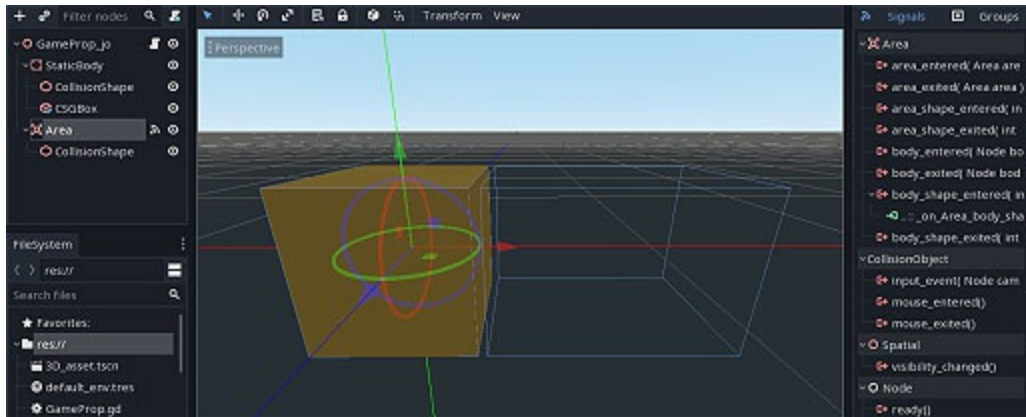 Filter nodes
GameProp_jo
StaticBody
CollisionShape
CSGBox
Area
CollisionShape
FileSystem
res://
Search files
Favorites:
res://
3D_asset.tscn
default_env.tres
GameProp.gd
Transform View
Perspective
Signals Groups
Area
area_entered( Area are
area_exited( Area area )
area_shape_entered( in
area_shape_exited( int
body_entered( Node bo
body_exited( Node bod
body_shape_entered( in
.. :: _on_Area_body_sha
body_shape_exited( int
CollisionObject
input_event( Node cam
mouse_entered()
mouse_exited()
Spatial
visibility_changed()
Node
ready()